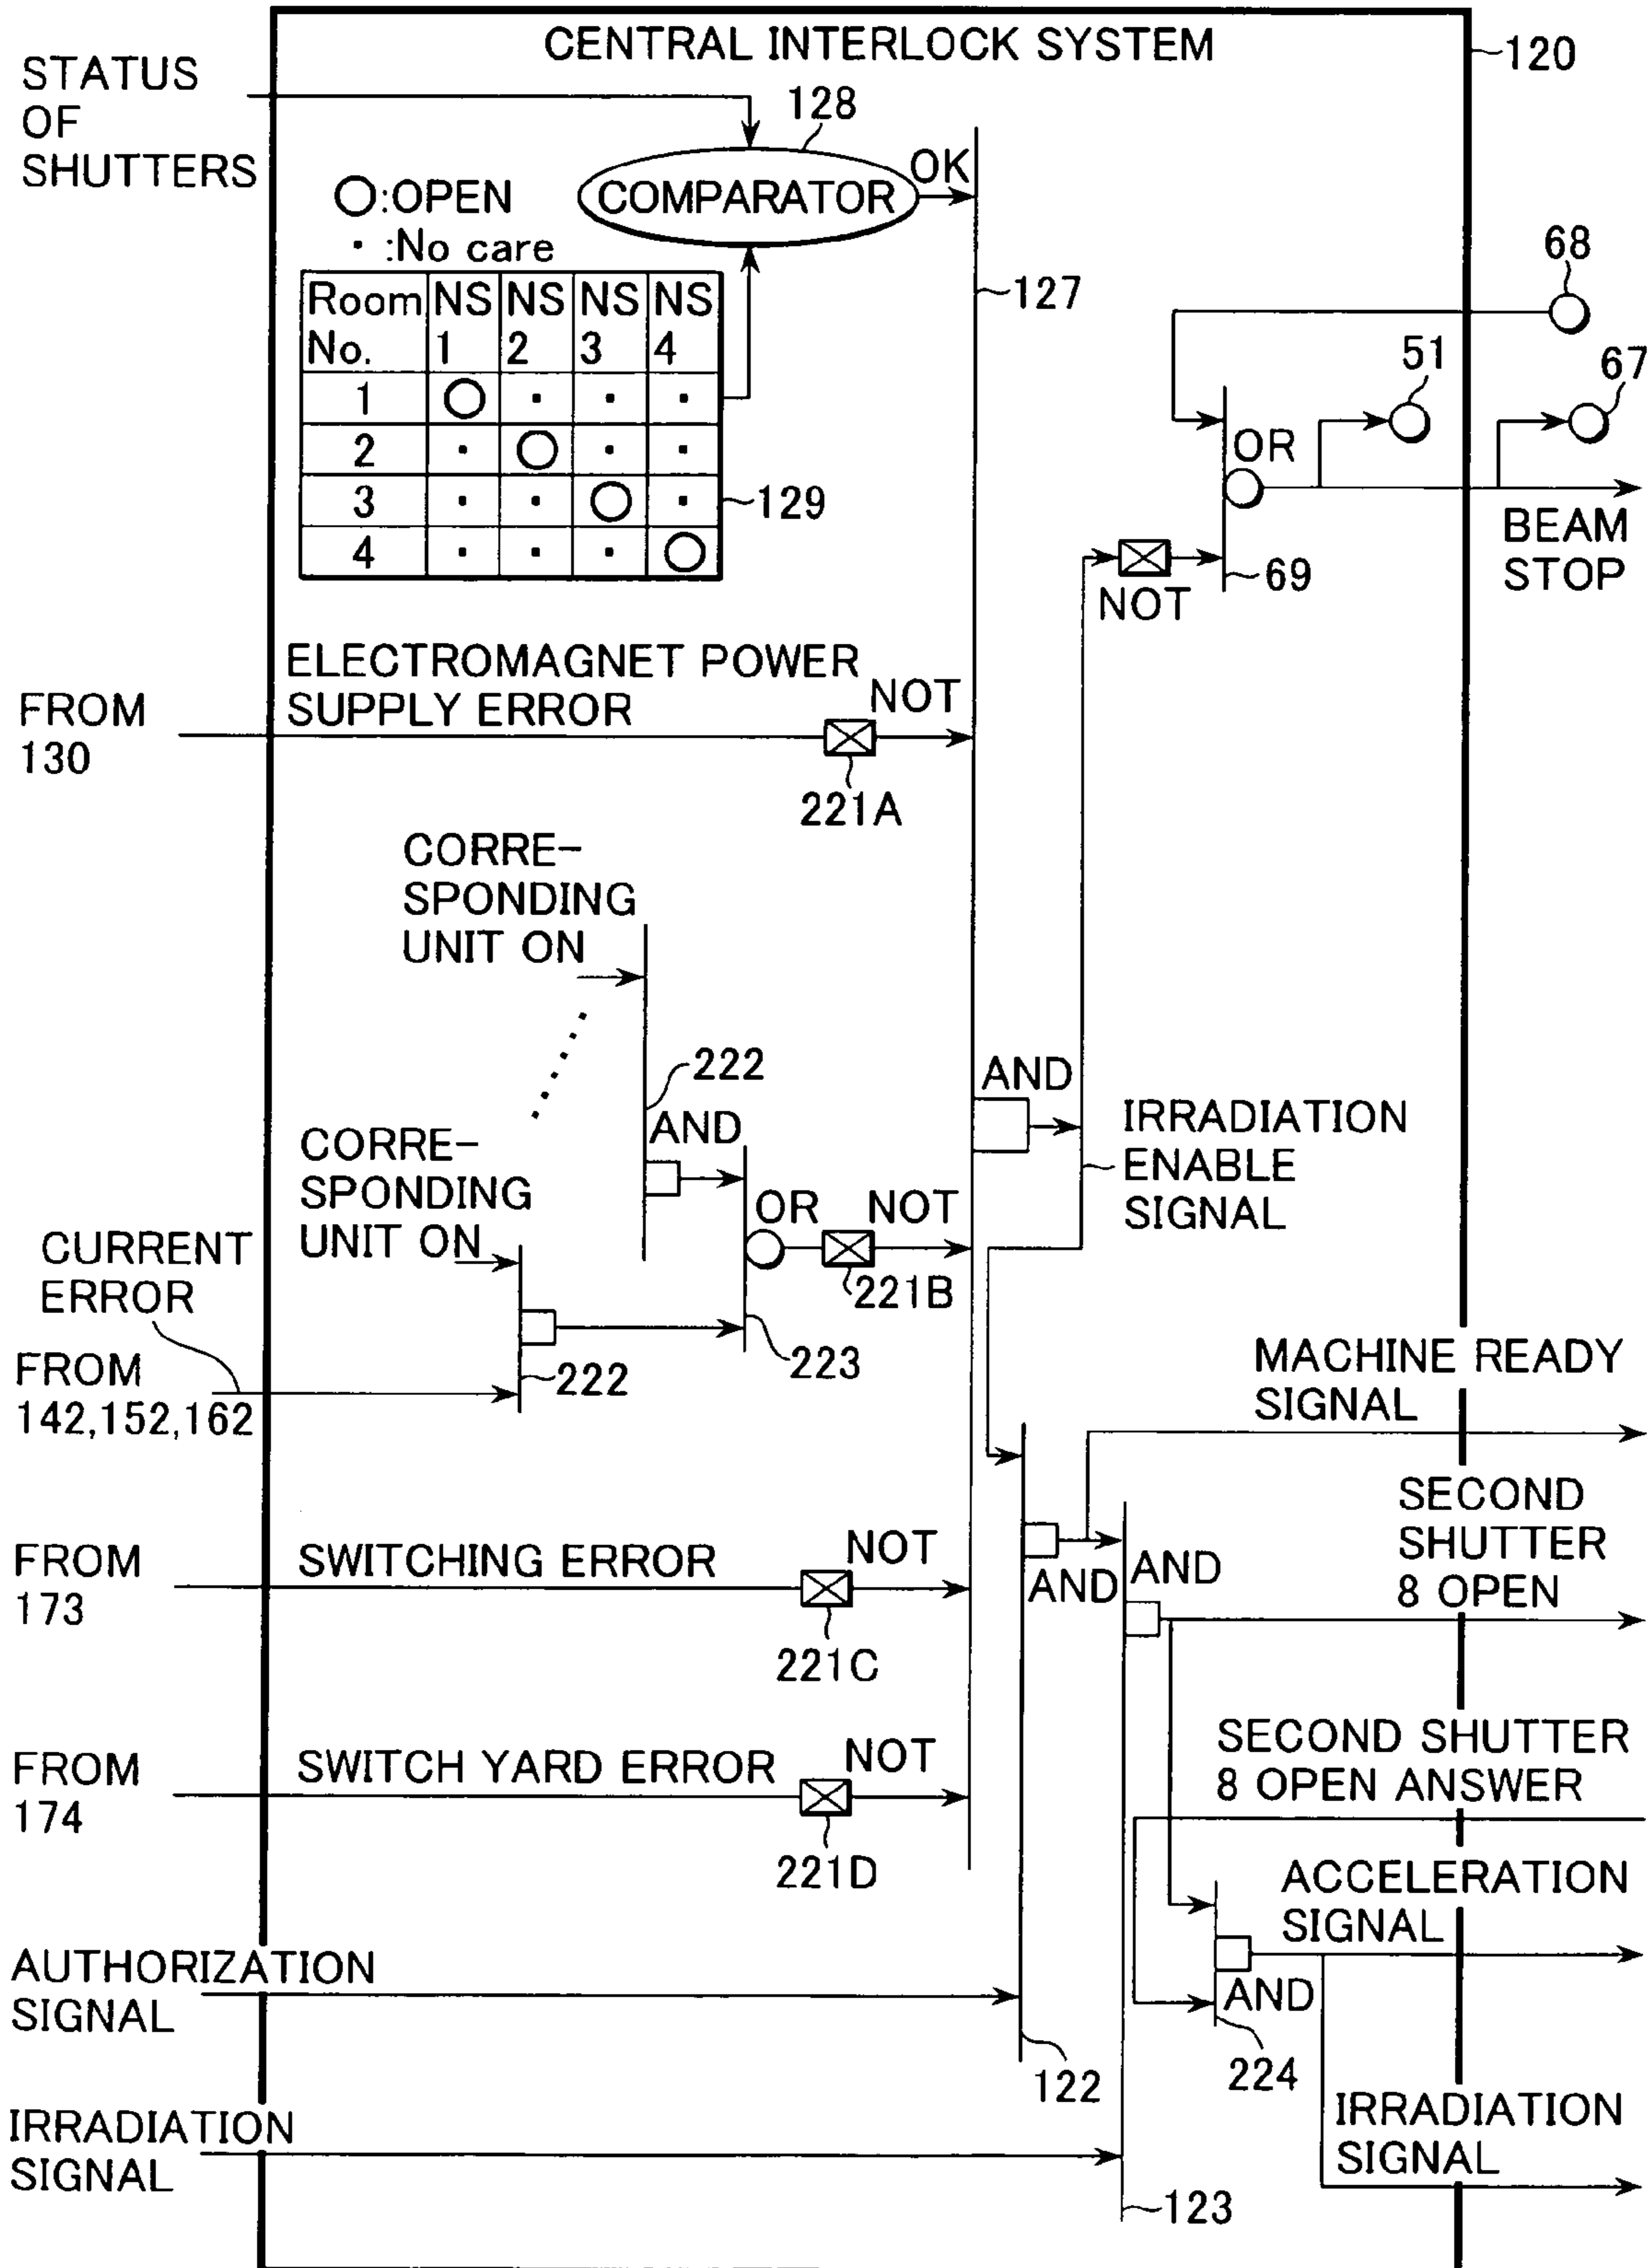 CENTRAL INTERLOCK SYSTEM
120
STATUS
OF
SHUTTERS
128
COMPARATOR
OK
○:OPEN
· :No care
Room No. NS 1 NS 2 NS 3 NS 4
1 ○ · · ·
2 · ○ · ·
3 · · ○ ·
4 · · · ○
129
127
68
51
67
OR
BEAM
STOP
NOT
69
ELECTROMAGNET POWER
SUPPLY ERROR
NOT
FROM
130
221A
CORRE-
SPONDING
UNIT ON
222
AND
AND
IRRADIATION
ENABLE
SIGNAL
CORRE-
SPONDING
UNIT ON
OR
NOT
221B
CURRENT
ERROR
223
222
FROM
142,152,162
MACHINE READY
SIGNAL
SECOND
SHUTTER
8 OPEN
FROM
173
SWITCHING ERROR
NOT
221C
AND
AND
SECOND SHUTTER
8 OPEN ANSWER
FROM
174
SWITCH YARD ERROR
NOT
221D
ACCELERATION
SIGNAL
AND
224
AUTHORIZATION
SIGNAL
122
IRRADIATION
SIGNAL
IRRADIATION
SIGNAL
123